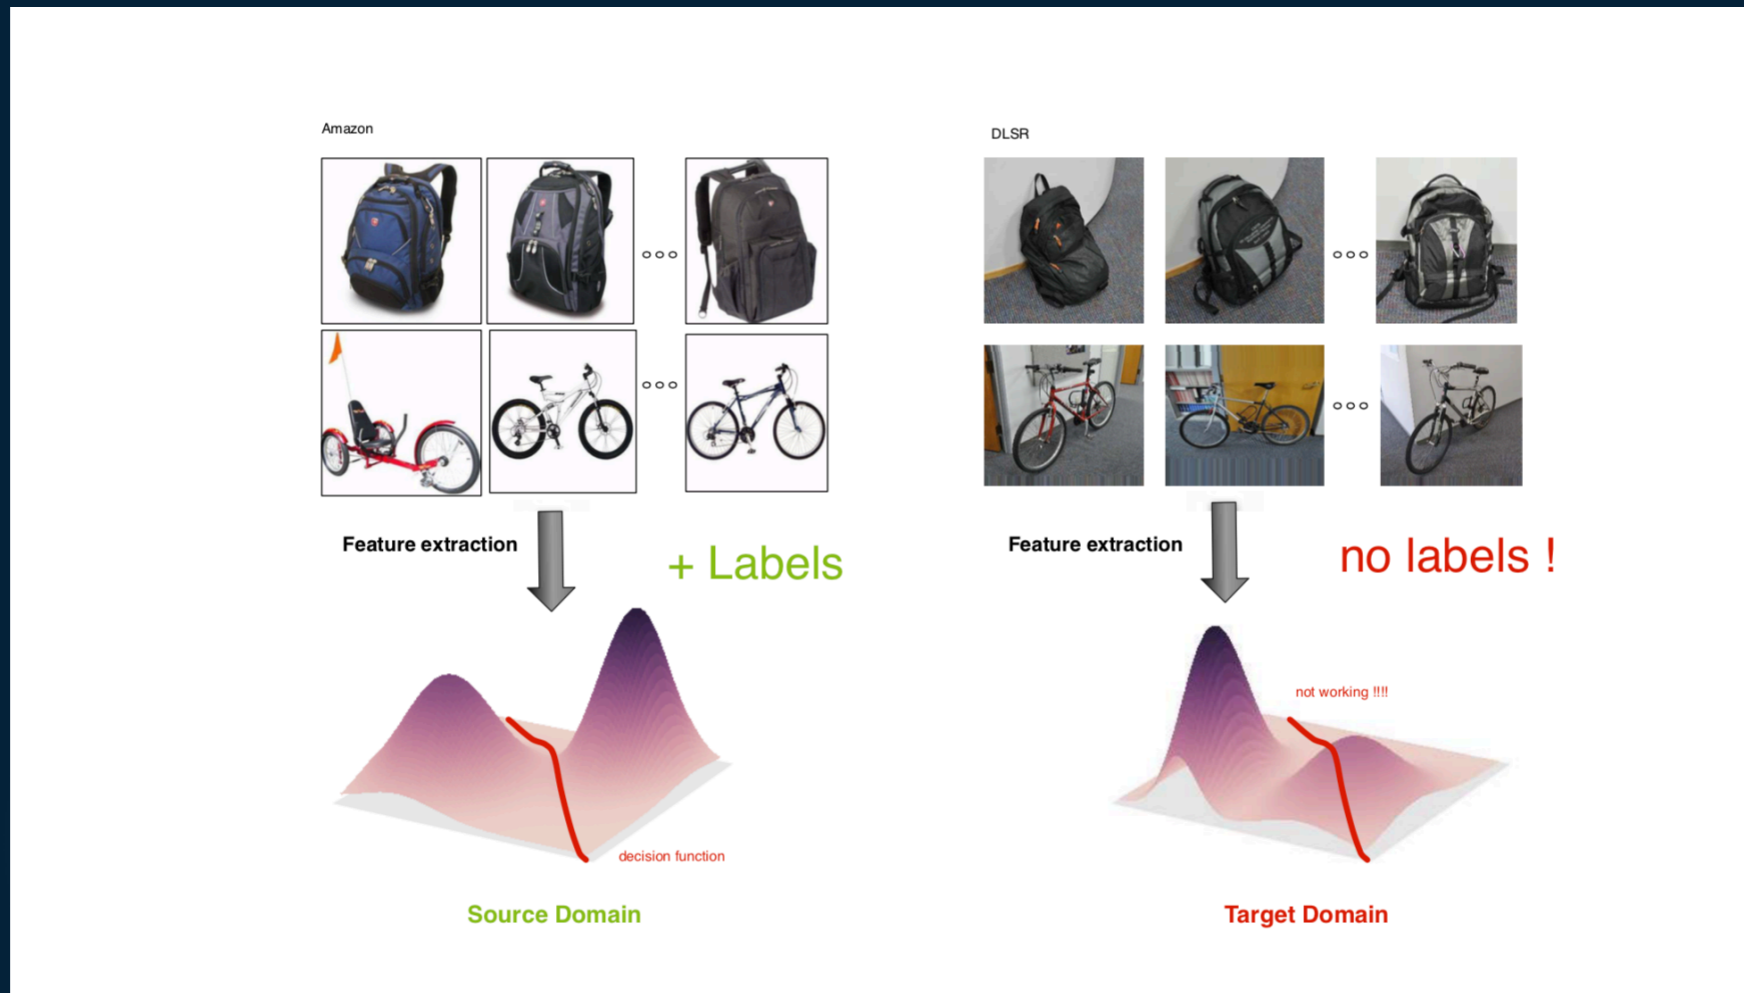 Amazon
DLSR
Feature extraction
+ Labels
Feature extraction
no labels !
not working !!!!
decision function
Source Domain
Target Domain